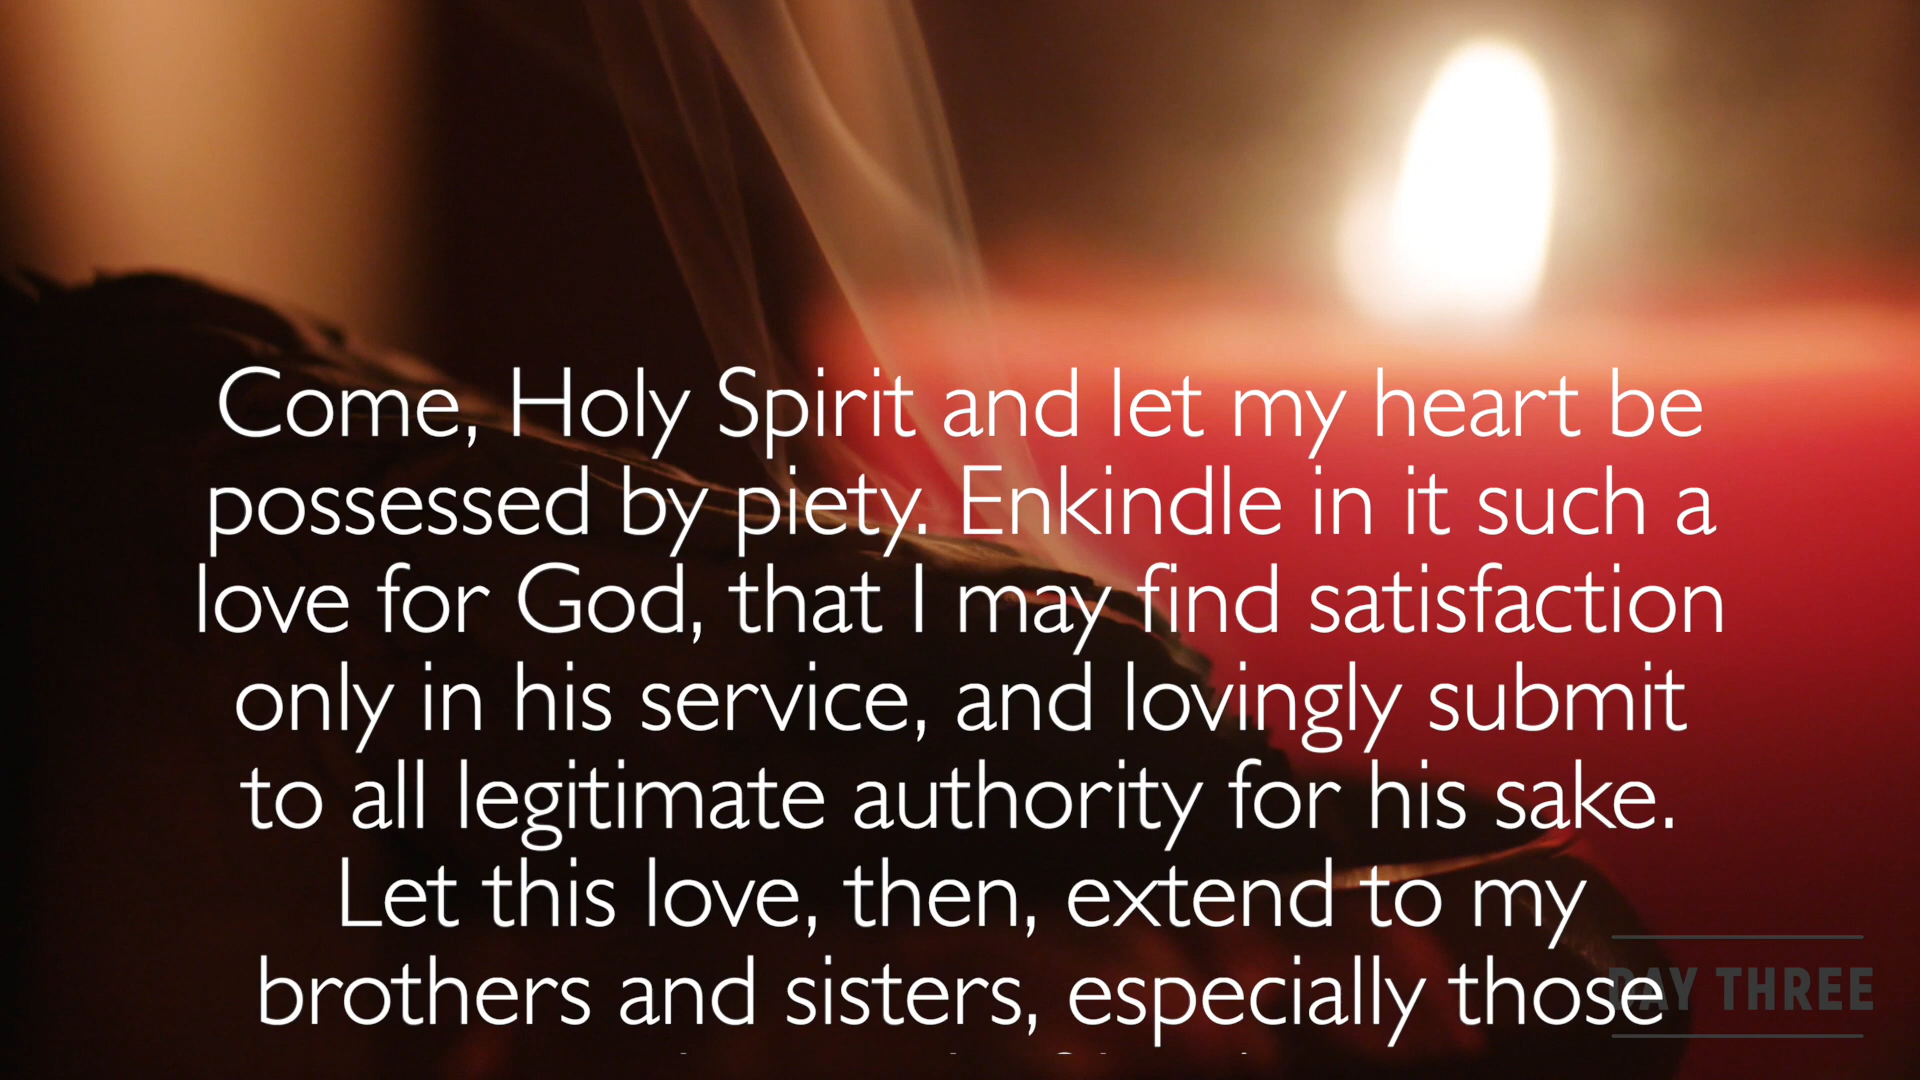 Come, Holy Spirit and let my heart be
possessed by piety. Enkindle in it such a
love for God, that I may find satisfaction
only in his service, and lovingly submit
to all legitimate authority for his sake.
Let this love, then, extend to my
brothers and sisters, especially those
DAY THREE